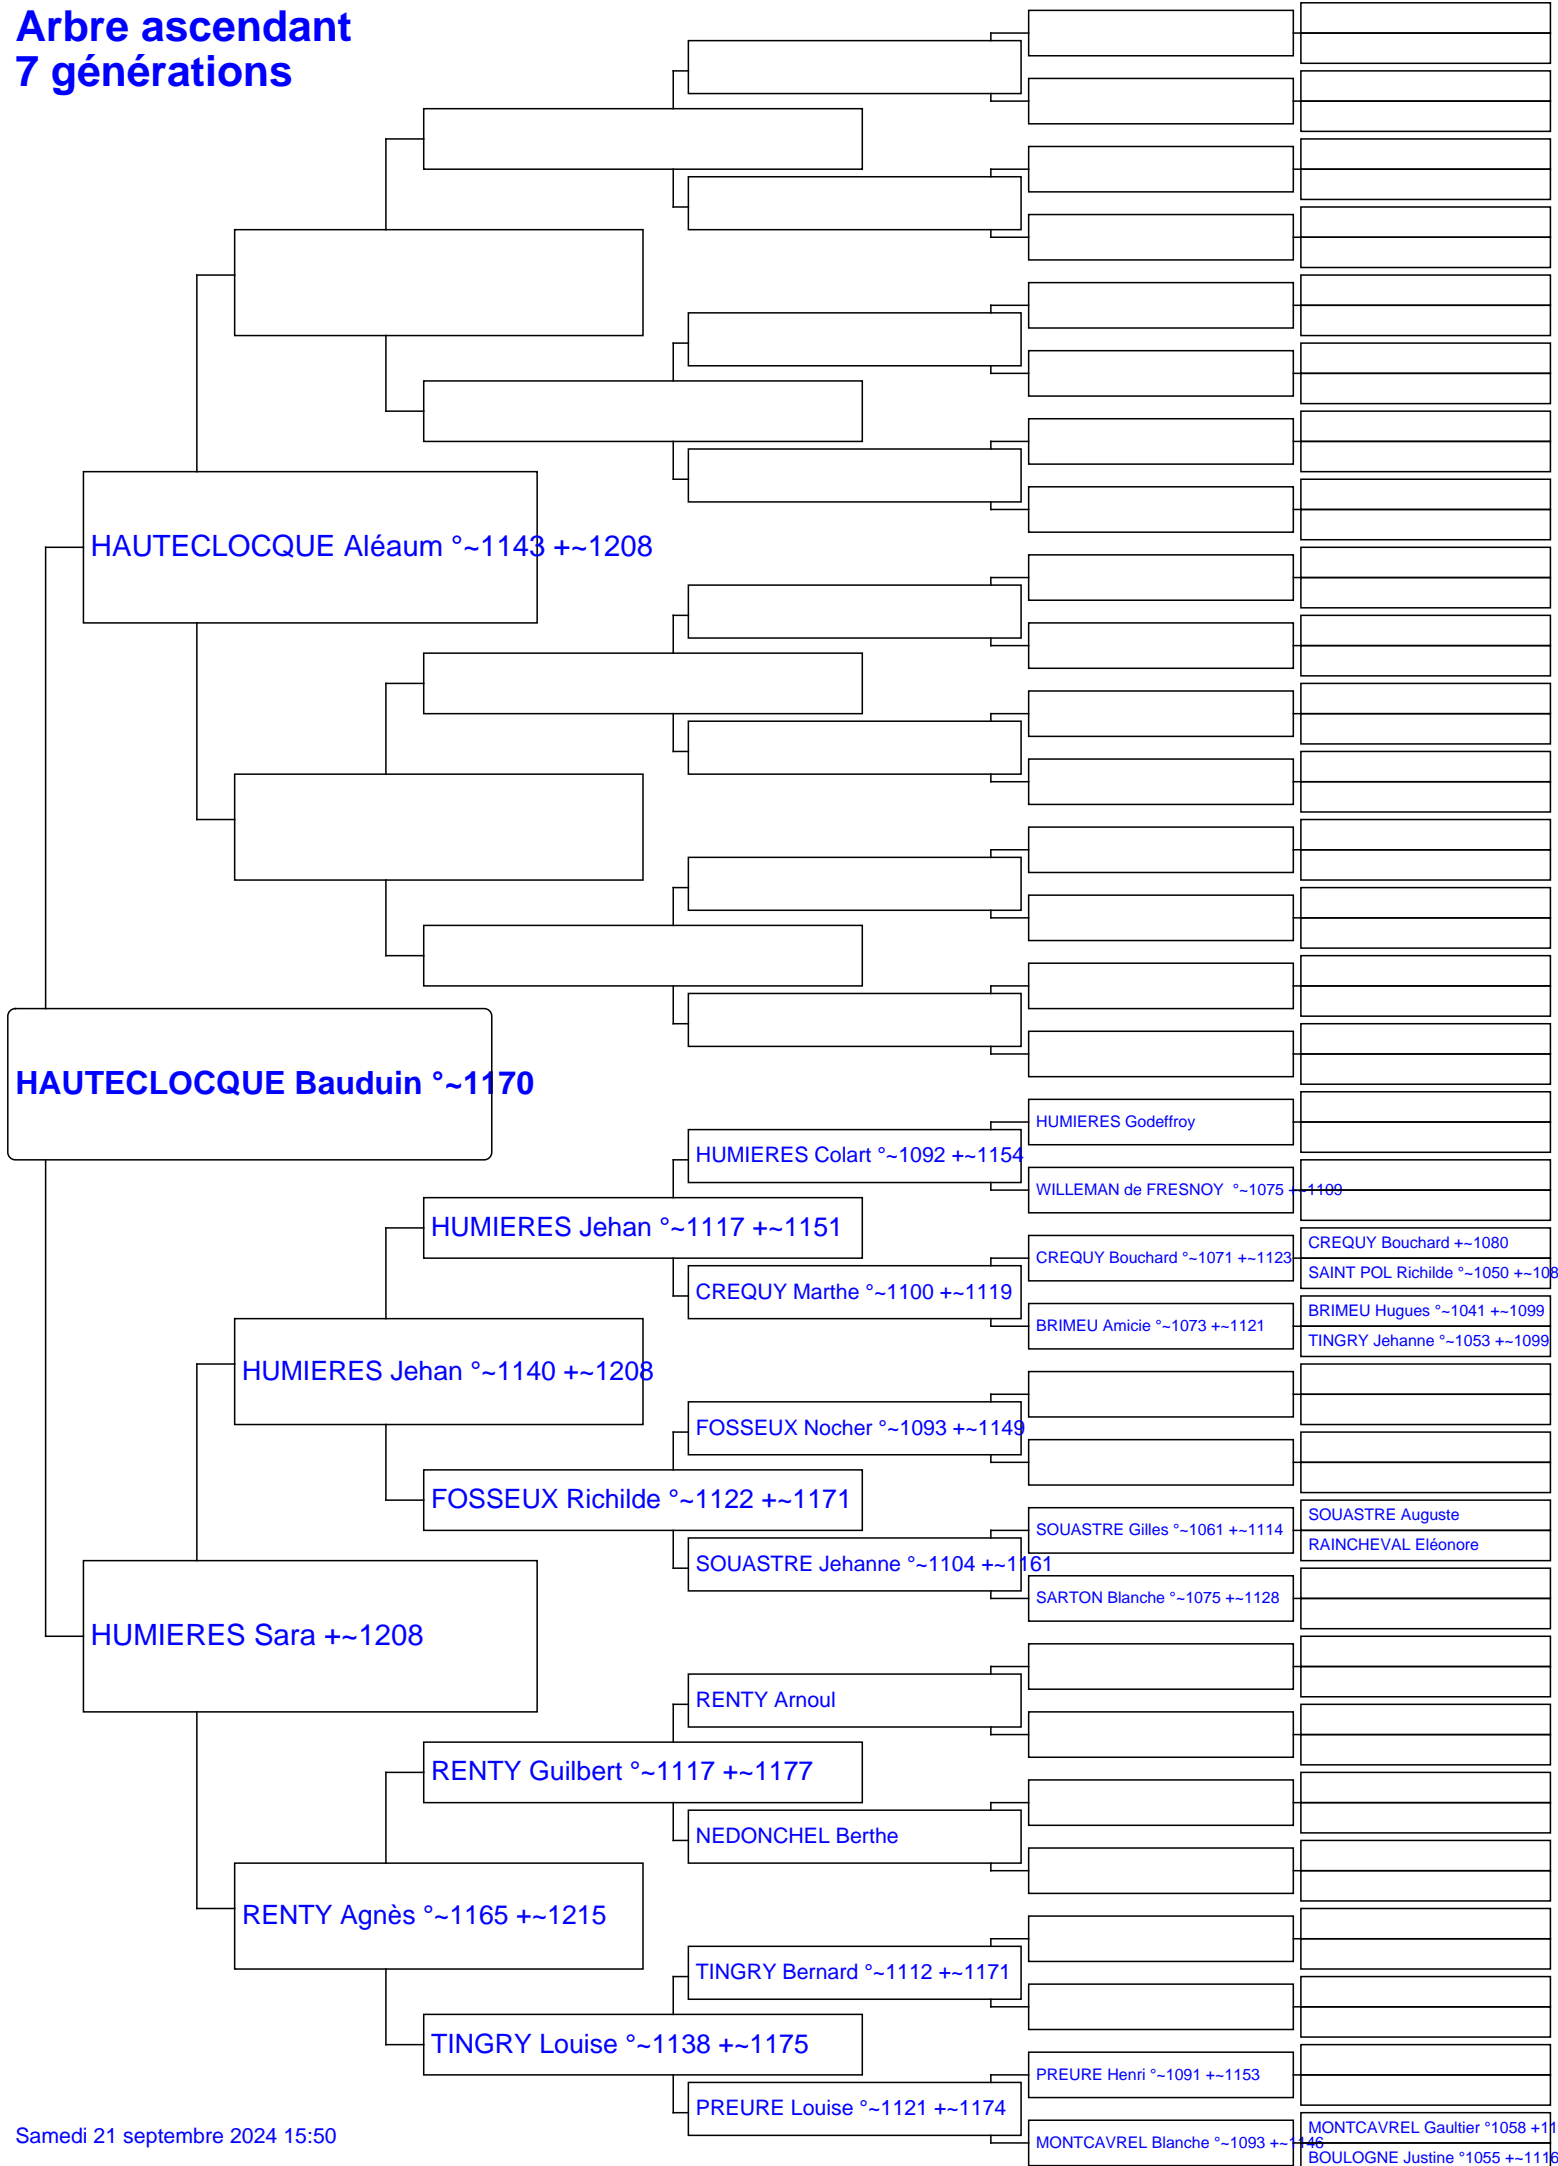 Arbre ascendant
7 générations
HAUTECLOCQUE Aléaum °~1143 +~1208
HAUTECLOCQUE Bauduin °~1170
HUMIERES Godeffroy
HUMIERES Colart °~1092 +~1154
WILLEMAN de FRESNOY °~1075 +~1109
HUMIERES Jehan °~1117 +~1151
CREQUY Bouchard +~1080
CREQUY Bouchard °~1071 +~1123
SAINT POL Richilde °~1050 +~108
CREQUY Marthe °~1100 +~1119
BRIMEU Hugues °~1041 +~1099
BRIMEU Amicie °~1073 +~1121
TINGRY Jehanne °~1053 +~1099
HUMIERES Jehan °~1140 +~1208
FOSSEUX Nocher °~1093 +~1149
FOSSEUX Richilde °~1122 +~1171
SOUASTRE Auguste
SOUASTRE Gilles °~1061 +~1114
RAINCHEVAL Eléonore
SOUASTRE Jehanne °~1104 +~1161
SARTON Blanche °~1075 +~1128
HUMIERES Sara +~1208
RENTY Arnoul
RENTY Guilbert °~1117 +~1177
NEDONCHEL Berthe
RENTY Agnès °~1165 +~1215
TINGRY Bernard °~1112 +~1171
TINGRY Louise °~1138 +~1175
PREURE Henri °~1091 +~1153
PREURE Louise °~1121 +~1174
MONTCAVREL Gaultier °1058 +11
MONTCAVREL Blanche °~1093 +~1146
BOULOGNE Justine °1055 +~1116
Samedi 21 septembre 2024 15:50